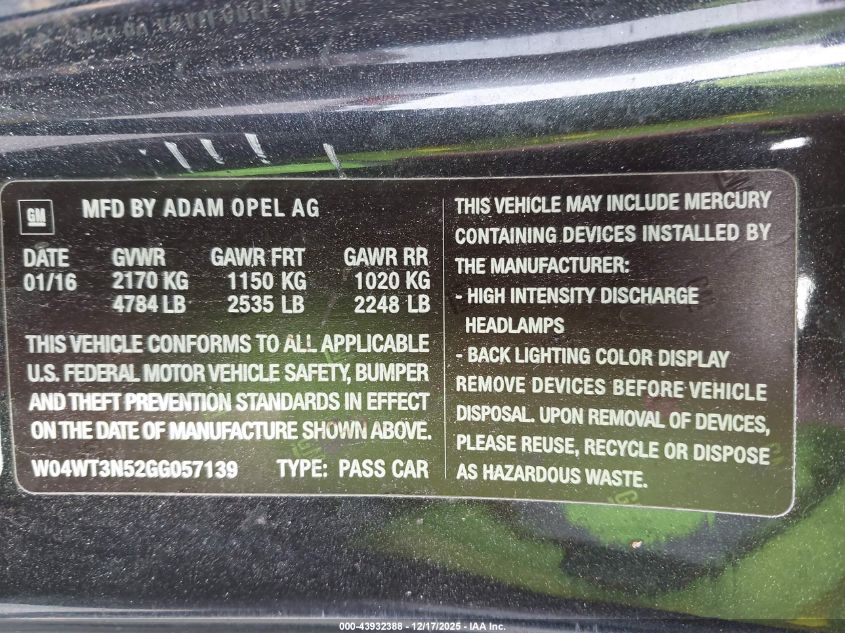 GM
MFD BY ADAM OPEL AG
DATE GVWR GAWR FRT GAWR RR
01/16 2170 KG 1150 KG 1020 KG
4784 LB 2535 LB 2248 LB
THIS VEHICLE CONFORMS TO ALL APPLICABLE
U.S. FEDERAL MOTOR VEHICLE SAFETY, BUMPER
AND THEFT PREVENTION STANDARDS IN EFFECT
ON THE DATE OF MANUFACTURE SHOWN ABOVE.
W04WT3N52GG057139 TYPE: PASS CAR
THIS VEHICLE MAY INCLUDE MERCURY
CONTAINING DEVICES INSTALLED BY
THE MANUFACTURER:
- HIGH INTENSITY DISCHARGE
HEADLAMPS
- BACK LIGHTING COLOR DISPLAY
REMOVE DEVICES BEFORE VEHICLE
DISPOSAL. UPON REMOVAL OF DEVICES,
PLEASE REUSE, RECYCLE OR DISPOSE
AS HAZARDOUS WASTE.
000-43932388 - 12/17/2025 - IAA Inc.